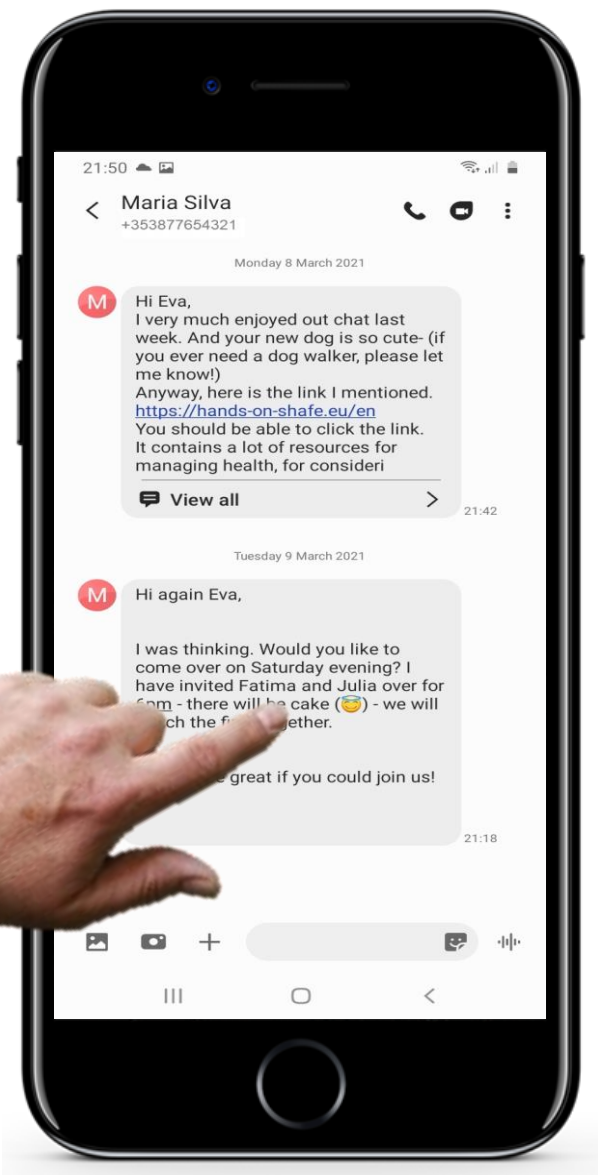 21:50
Maria Silva
+353877654321
Monday 8 March 2021
M
Hi Eva,
I very much enjoyed out chat last
week. And your new dog is so cute- (if
you ever need a dog walker, please let
me know!)
Anyway, here is the link I mentioned.
https://hands-on-shafe.eu/en
You should be able to click the link.
It contains a lot of resources for
managing health, for consideri
View all
21:42
Tuesday 9 March 2021
M
Hi again Eva,
I was thinking. Would you like to
come over on Saturday evening? I
have invited Fatima and Julia over for
6pm - there will be cake (😇) - we will
the
great if you could join us!
21:18